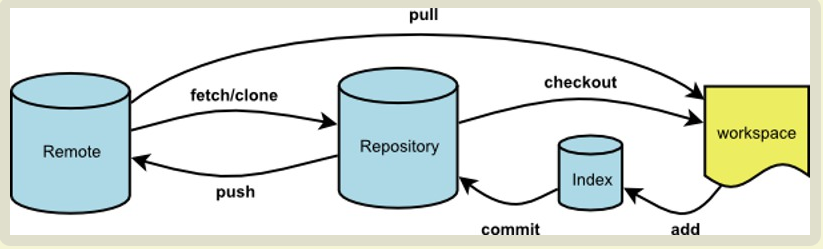 pull
fetch/clone
checkout
Remote
Repository
workspace
Index
push
commit
add